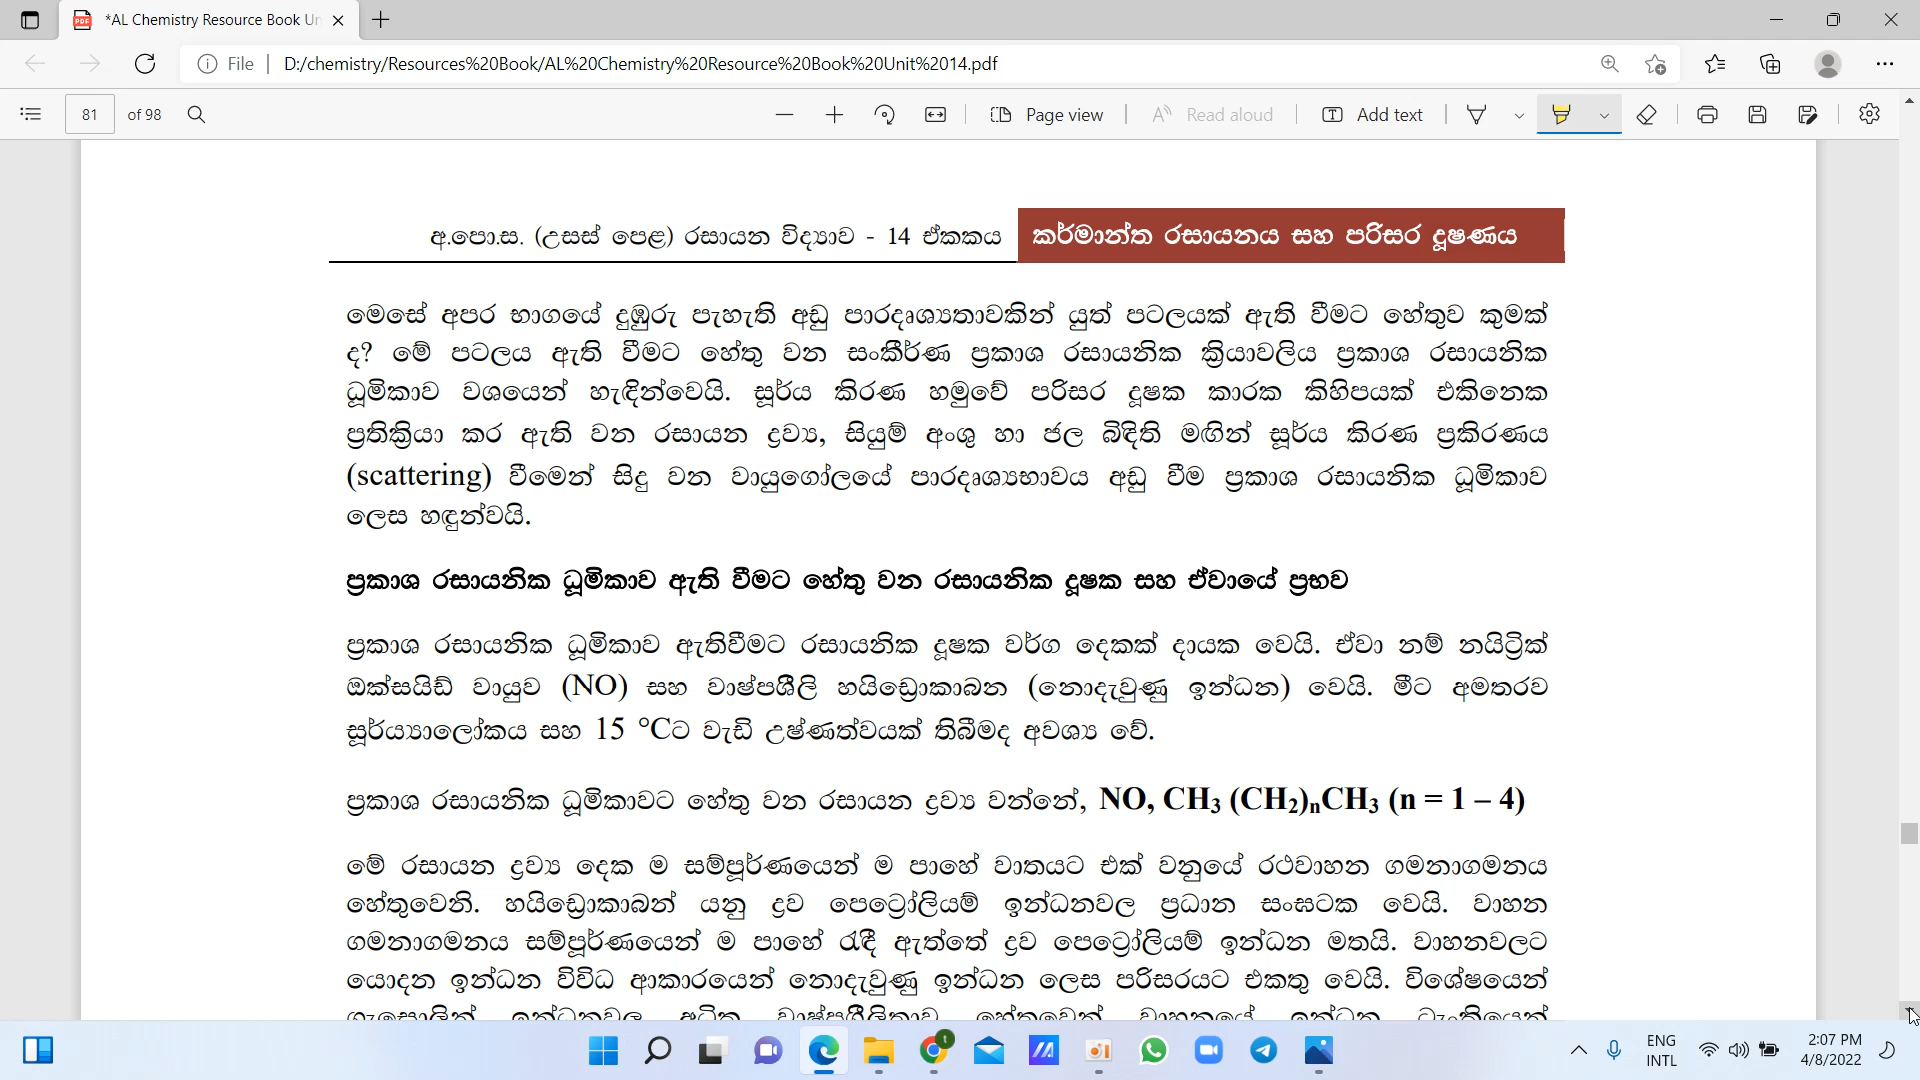 *AL Chemistry Resource Book Un
File
D:/chemistry/Resources%20Book/AL%20Chemistry%20Resource%20Book%20Unit%2014.pdf
81 of 98
Page view
Read aloud
Add text
අ.පො.ස. (උසස් පෙළ) රසායන විද්‍යාව - 14 ඒකකය
කර්මාන්ත රසායනය සහ පරිසර දූෂණය
මෙසේ අපර භාගයේ දුඹුරු පැහැති අඩු පාරදෘශ්‍යතාවකින් යුත් පටලයක් ඇති වීමට හේතුව කුමක්
ද? මේ පටලය ඇති වීමට හේතු වන සංකීර්ණ ප්‍රකාශ රසායනික ක්‍රියාවලිය ප්‍රකාශ රසායනික
ධූමිකාව වශයෙන් හැඳින්වෙයි. සූර්ය කිරණ හමුවේ පරිසර දූෂක කාරක කිහිපයක් එකිනෙක
ප්‍රතික්‍රියා කර ඇති වන රසායන ද්‍රව්‍ය, සියුම් අංශු හා ජල බිඳිති මඟින් සූර්ය කිරණ ප්‍රකිරණය
(scattering) වීමෙන් සිදු වන වායුගෝලයේ පාරදෘශ්‍යභාවය අඩු වීම ප්‍රකාශ රසායනික ධූමිකාව
ලෙස හඳුන්වයි.
ප්‍රකාශ රසායනික ධූමිකාව ඇති වීමට හේතු වන රසායනික දූෂක සහ ඒවායේ ප්‍රභව
ප්‍රකාශ රසායනික ධූමිකාව ඇතිවීමට රසායනික දූෂක වර්ග දෙකක් දායක වෙයි. ඒවා නම් නයිට්‍රික්
ඔක්සයිඩ් වායුව (NO) සහ වාෂ්පශීලි හයිඩ්‍රොකාබන (නොදැවුණු ඉන්ධන) වෙයි. මීට අමතරව
සූර්ය්‍යාලෝකය සහ 15 °Cට වැඩි උෂ්ණත්වයක් තිබීමද අවශ්‍ය වේ.
ප්‍රකාශ රසායනික ධූමිකාවට හේතු වන රසායන ද්‍රව්‍ය වන්නේ, NO, CH₃ (CH₂)ₙCH₃ (n = 1 – 4)
මේ රසායන ද්‍රව්‍ය දෙක ම සම්පූර්ණයෙන් ම පාහේ වාතයට එක් වනුයේ රථවාහන ගමනාගමනය
හේතුවෙනි. හයිඩ්‍රොකාබන් යනු ද්‍රව පෙට්‍රෝලියම් ඉන්ධනවල ප්‍රධාන සංඝටක වෙයි. වාහන
ගමනාගමනය සම්පූර්ණයෙන් ම පාහේ රැඳී ඇත්තේ ද්‍රව පෙට්‍රෝලියම් ඉන්ධන මතයි. වාහනවලට
යොදන ඉන්ධන විවිධ ආකාරයෙන් නොදැවුණු ඉන්ධන ලෙස පරිසරයට එකතු වෙයි. විශේෂයෙන්
ගැසොලින් ඉන්ධනවල අධික වාෂ්පශීලිතාව හේතුවෙන් වාහනයේ ඉන්ධන ටැංකියෙන්
ENG
INTL
2:07 PM
4/8/2022